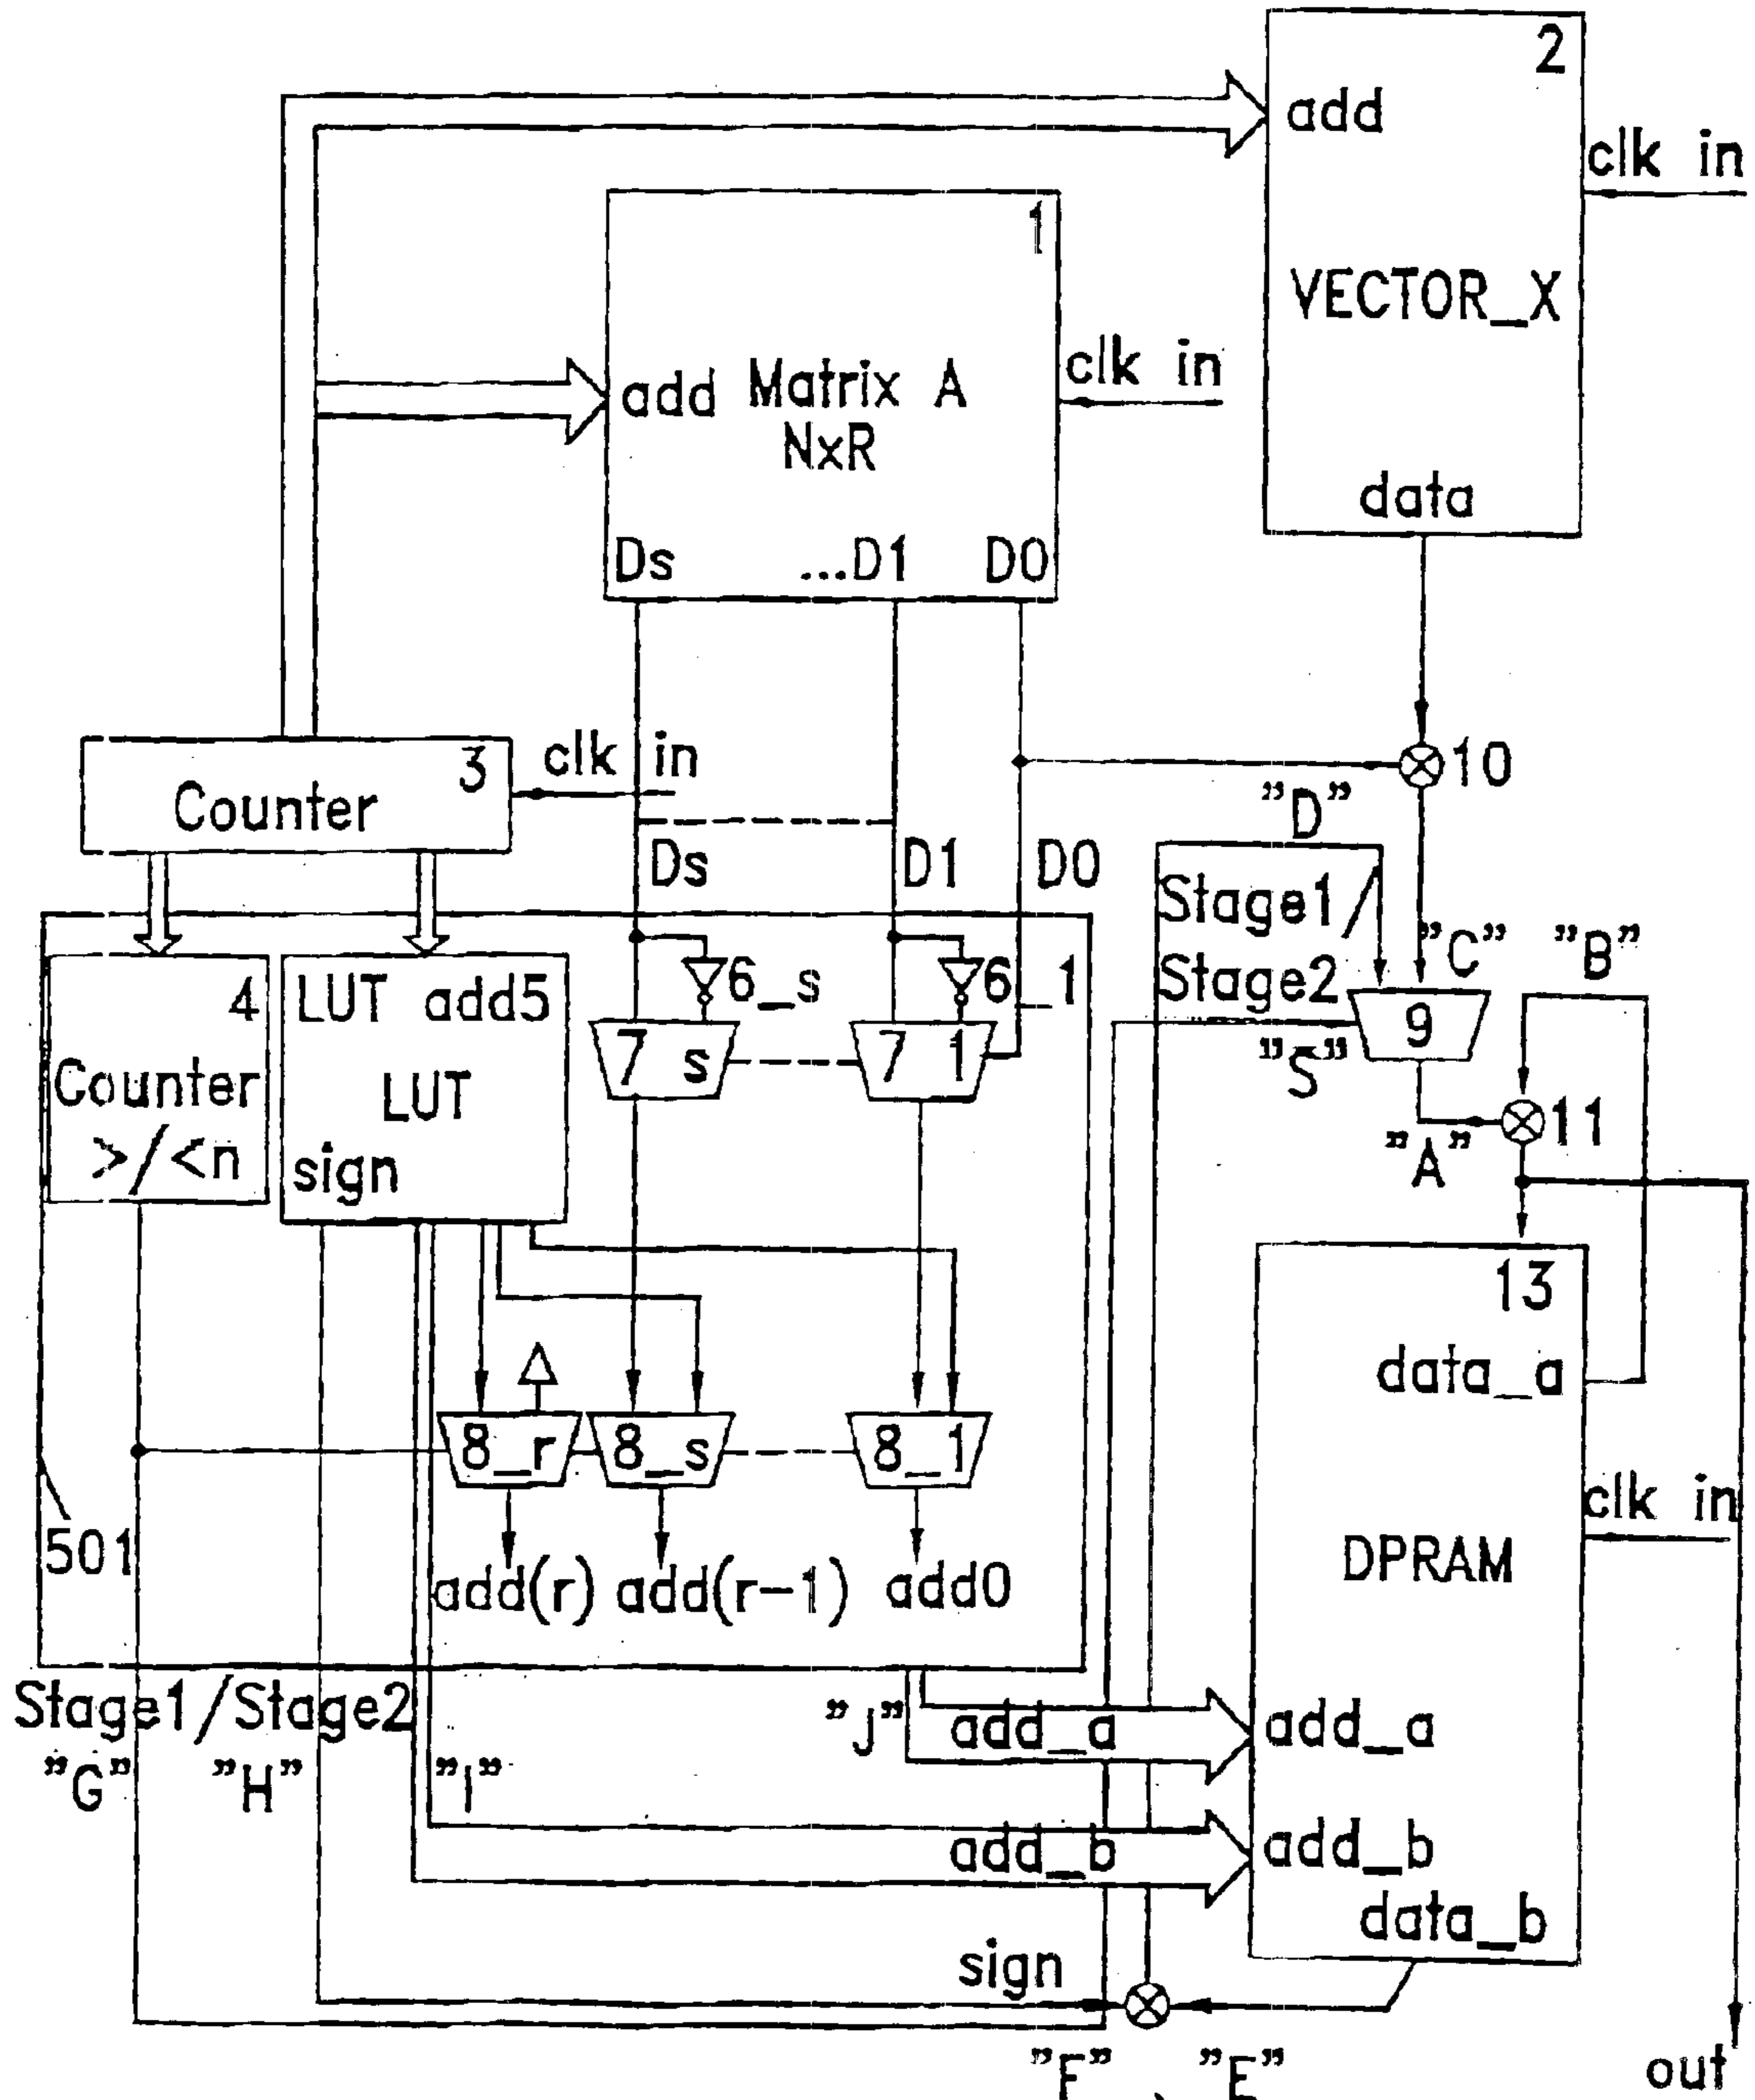 2
add
clk in
VECTOR_X
data
1
add Matrix A
NxR
clk in
Ds ...D1 D0
3
Counter
clk in
10
"D"
Ds D1 D0
Stage1/
Stage2
"C" "B"
6_s 6_1
4
Counter
>/<n
LUT add5
LUT
sign
7 s 7 1
9
"S"
11
"A"
13
data_a
8_r 8_s 8_1
clk in
501
add(r) add(r-1) add0
DPRAM
Stage1/Stage2
"G" "H" "I" "J"
add_a add_a
add_b add_b
data_b
sign
"F" "E"
out